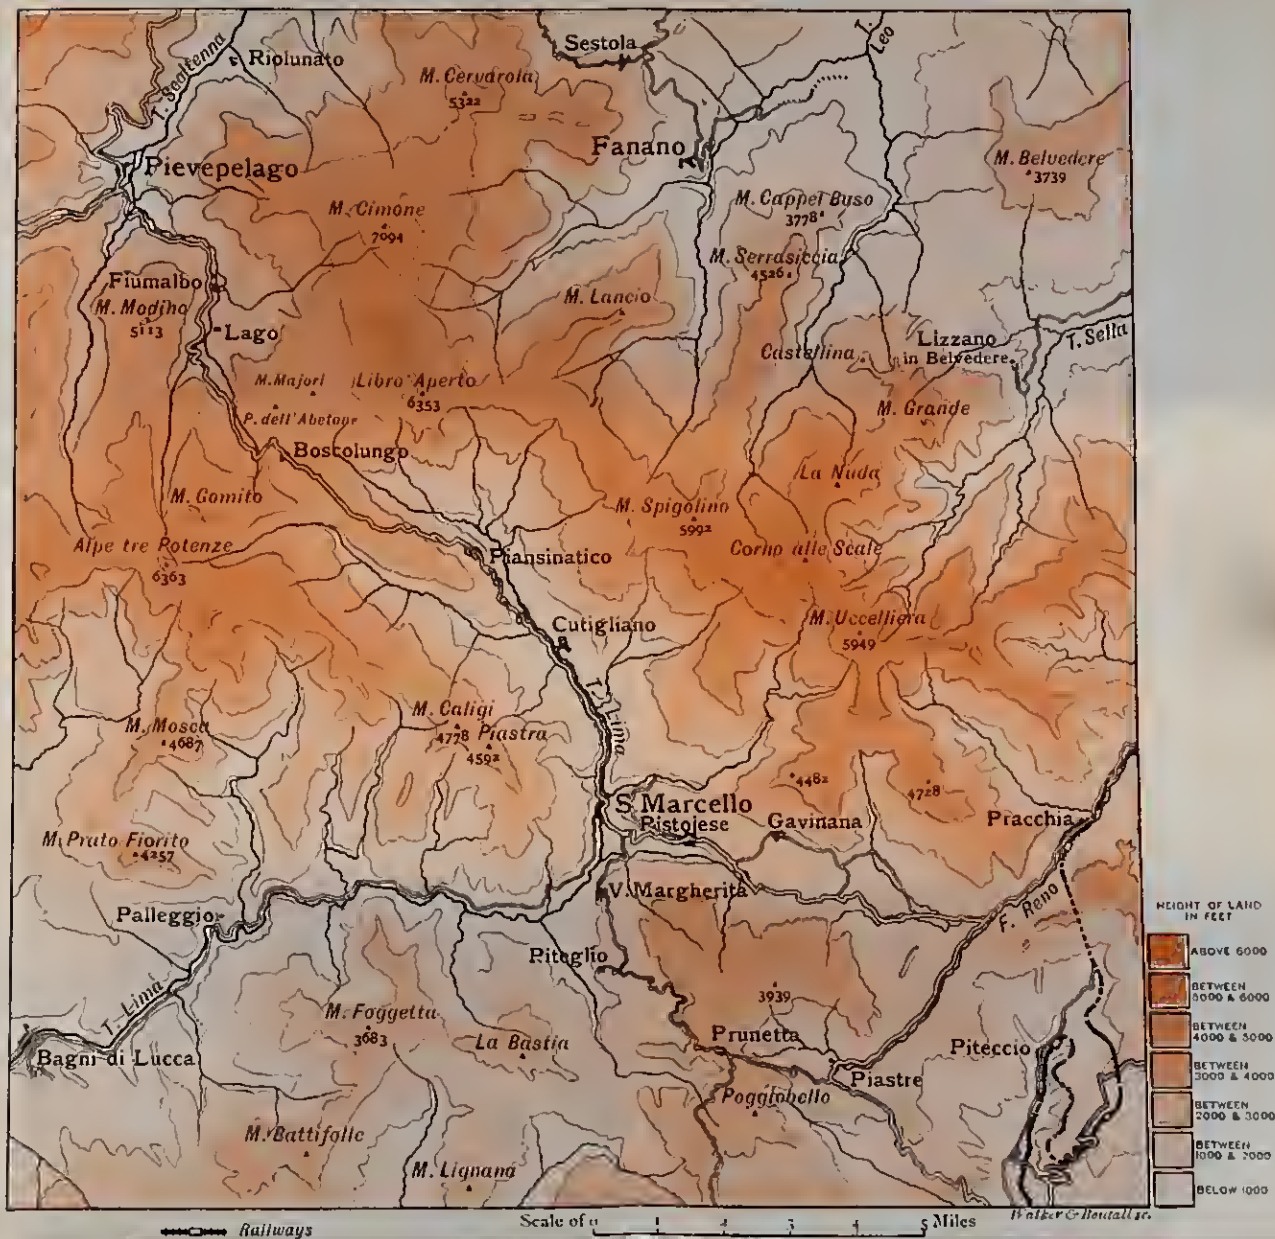 Sestola
T. Leo
Riolunato
T. Scoltenna
M. Cervarola
5322
Fanano
M. Belvedere
3739
Pievepelago
M. Cimone
7094
M. Cappel Buso
3778
M. Serrasiccia
4526
Fiumalbo
M. Modino
5113
M. Lancio
Lago
Lizzano
in Belvedere
T. Sella
Castellina
M. Majori
Libro Aperto
6353
P. dell'Abetone
M. Grande
Boscolungo
La Nuda
M. Gomito
M. Spigolino
5992
Alpe tre Potenze
6363
Corno alle Scale
Piansinatico
Cutigliano
M. Uccelliera
5949
T. Lima
M. Caligi
4778
Piastra
4592
M. Mosca
4687
4482
4728
S. Marcello
Pistojese
Gavinana
Pracchia
M. Prato Fiorito
4257
V. Margherita
Palleggio
F. Reno
Piteglio
T. Lima
3939
M. Foggetta
3683
La Bastia
Prunetta
Piteccio
Bagni di Lucca
Piastre
Poggiobello
M. Battifolle
M. Lignana
HEIGHT OF LAND
IN FEET
ABOVE 6000
BETWEEN
5000 & 6000
BETWEEN
4000 & 5000
BETWEEN
3000 & 4000
BETWEEN
2000 & 3000
BETWEEN
1000 & 2000
BELOW 1000
Railways
Scale of 0 1 2 3 4 5 Miles
Walker & Boutall sc.